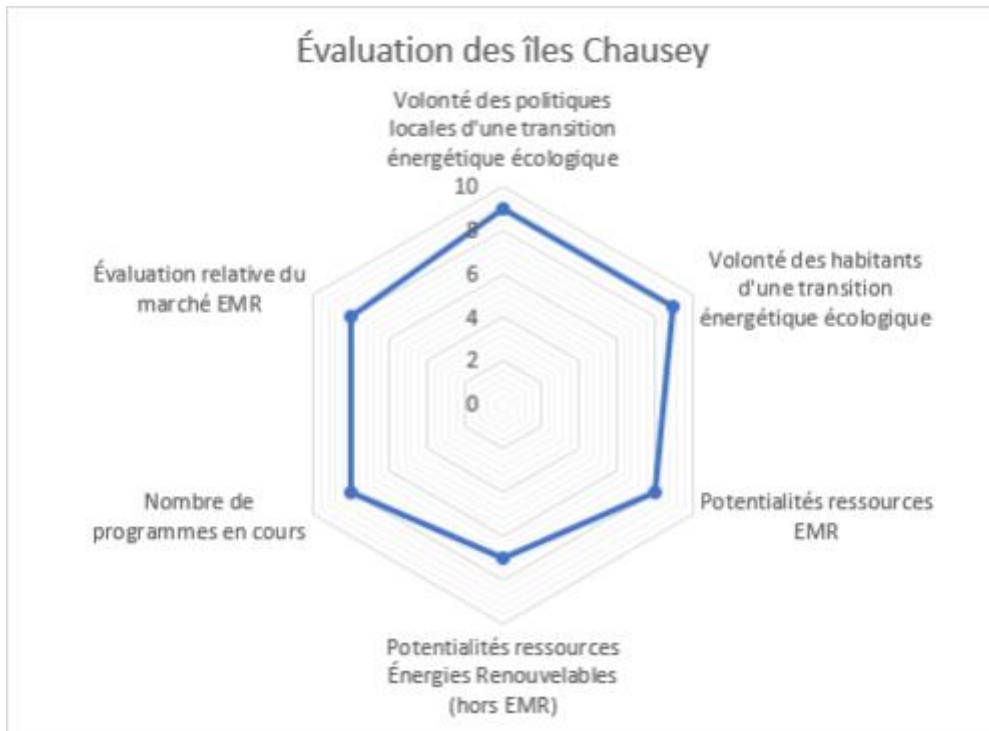 Évaluation des îles Chausey
Volonté des politiques
locales d'une transition
énergétique écologique
10
8
6
4
2
0
Volonté des habitants
d'une transition
énergétique écologique
Potentialités ressources
EMR
Potentialités ressources
Énergies Renouvelables
(hors EMR)
Nombre de
programmes en cours
Évaluation relative du
marché EMR